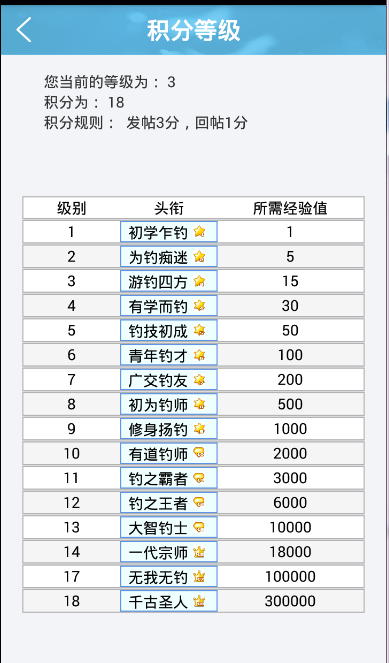 积分等级
您当前的等级为：3
积分为：18
积分规则： 发帖3分，回帖1分
级别 头衔 所需经验值
1 初学乍钓 1
2 为钓痴迷 5
3 游钓四方 15
4 有学而钓 30
5 钓技初成 50
6 青年钓才 100
7 广交钓友 200
8 初为钓师 500
9 修身扬钓 1000
10 有道钓师 2000
11 钓之霸者 3000
12 钓之王者 6000
13 大智钓士 10000
14 一代宗师 18000
17 无我无钓 100000
18 千古圣人 300000